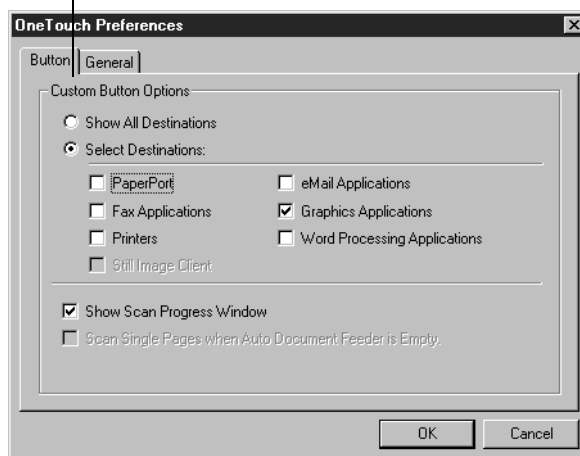 OneTouch Preferences
Button General
Custom Button Options
Show All Destinations
Select Destinations:
PaperPort eMail Applications
Fax Applications Graphics Applications
Printers Word Processing Applications
Still Image Client
Show Scan Progress Window
Scan Single Pages when Auto Document Feeder is Empty.
OK Cancel